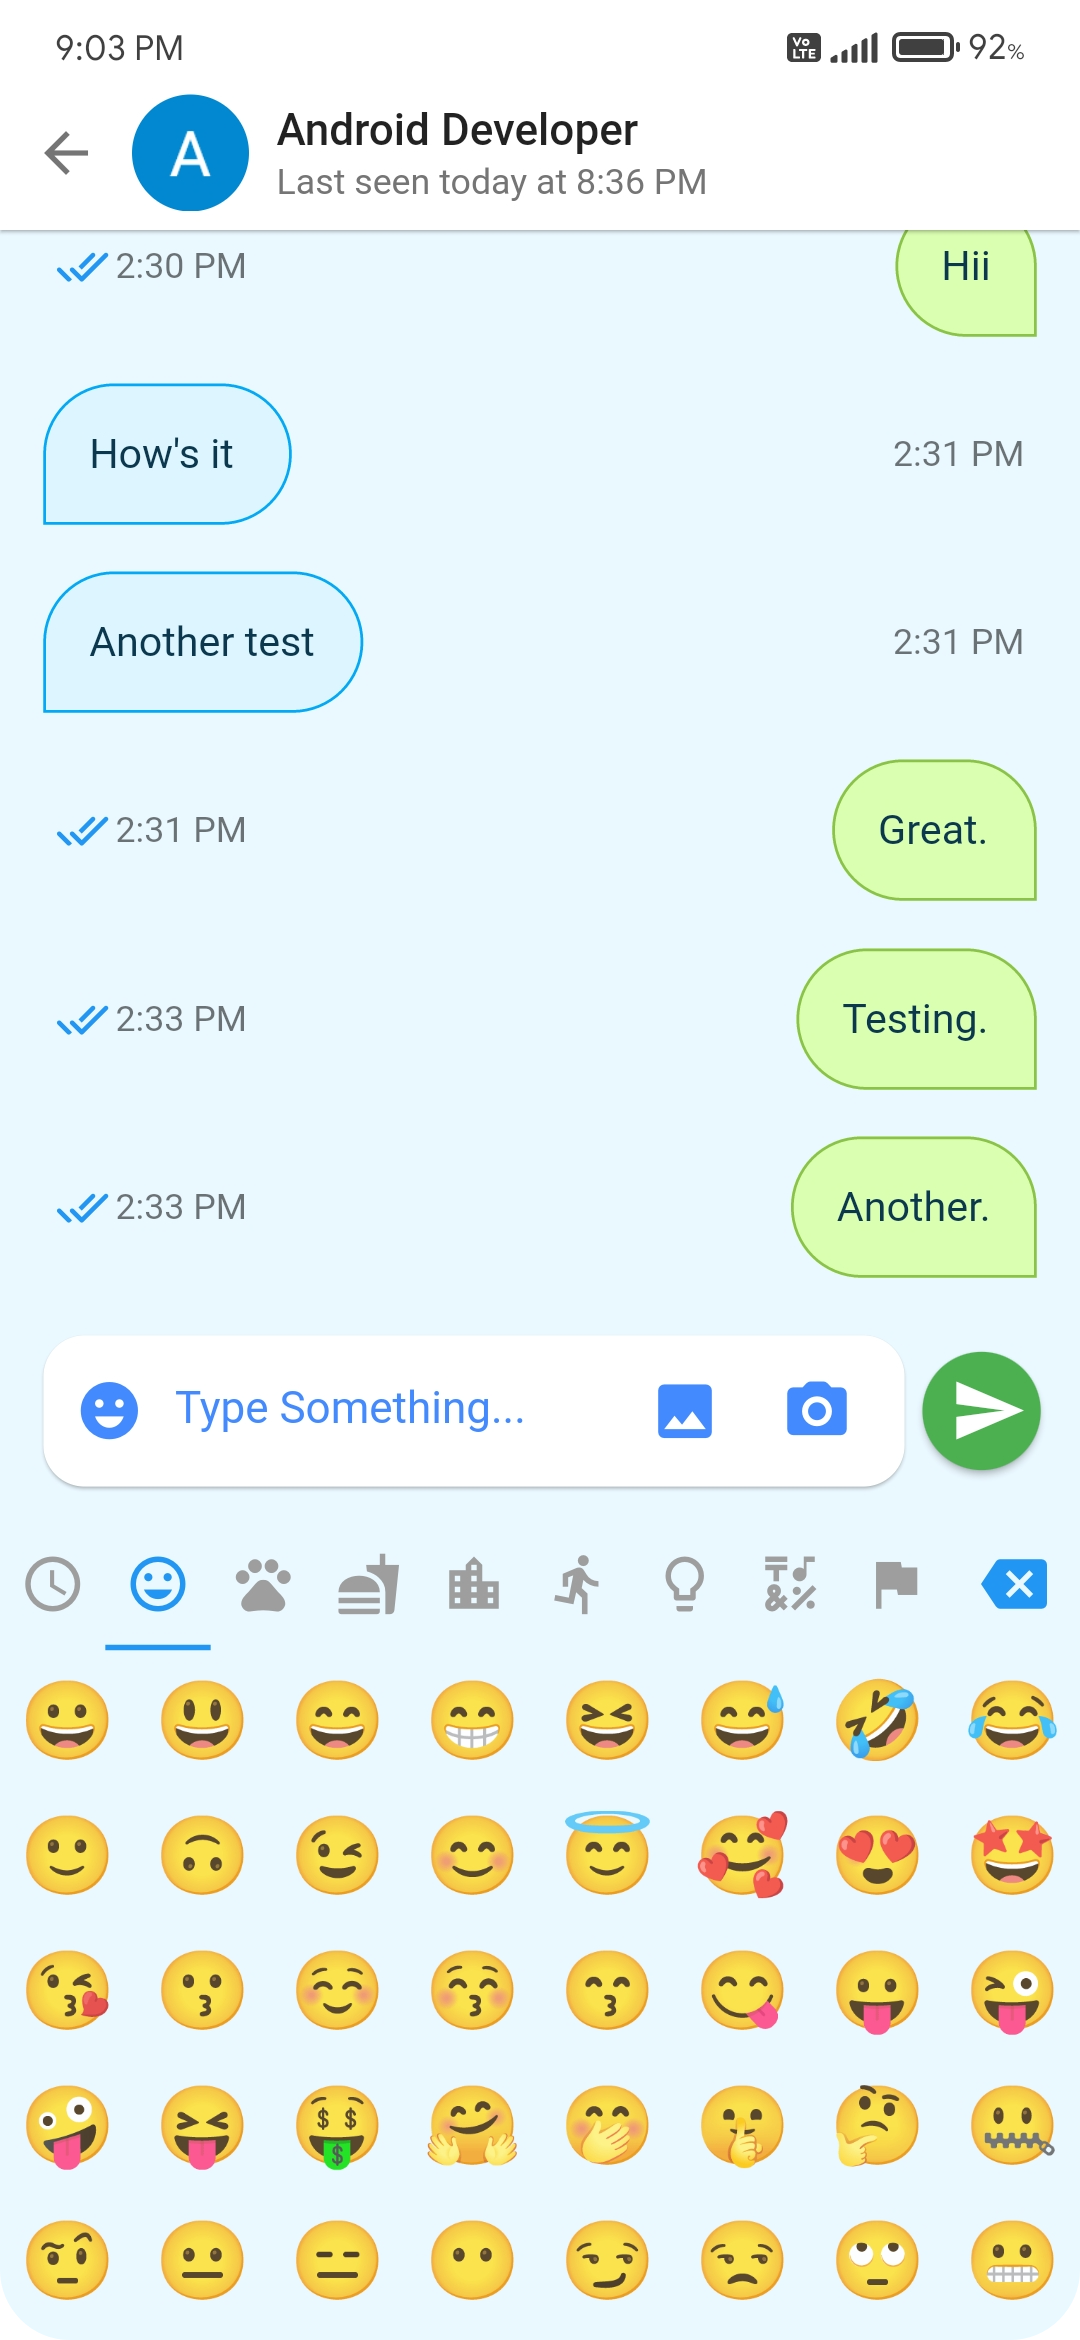 9:03 PM
Vo LTE 92%
A
Android Developer
Last seen today at 8:36 PM
2:30 PM Hii
How's it 2:31 PM
Another test 2:31 PM
2:31 PM Great.
2:33 PM Testing.
2:33 PM Another.
Type Something...